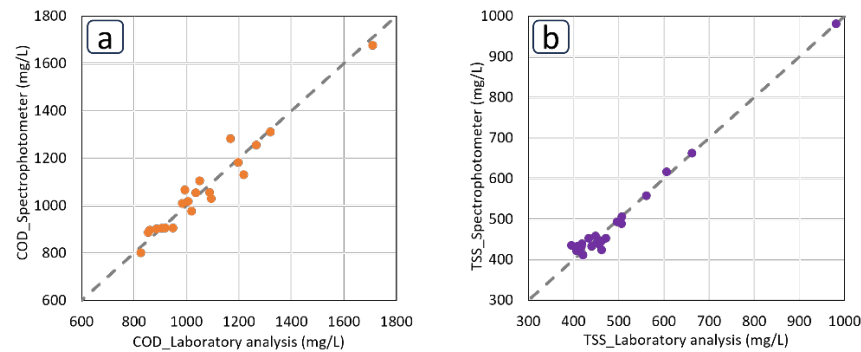 a
1800
1600
1400
1200
1000
800
600
600 800 1000 1200 1400 1600 1800
COD_Spectrophotometer (mg/L)
COD_Laboratory analysis (mg/L)
b
1000
900
800
700
600
500
400
300
300 400 500 600 700 800 900 1000
TSS_Spectrophotometer (mg/L)
TSS_Laboratory analysis (mg/L)